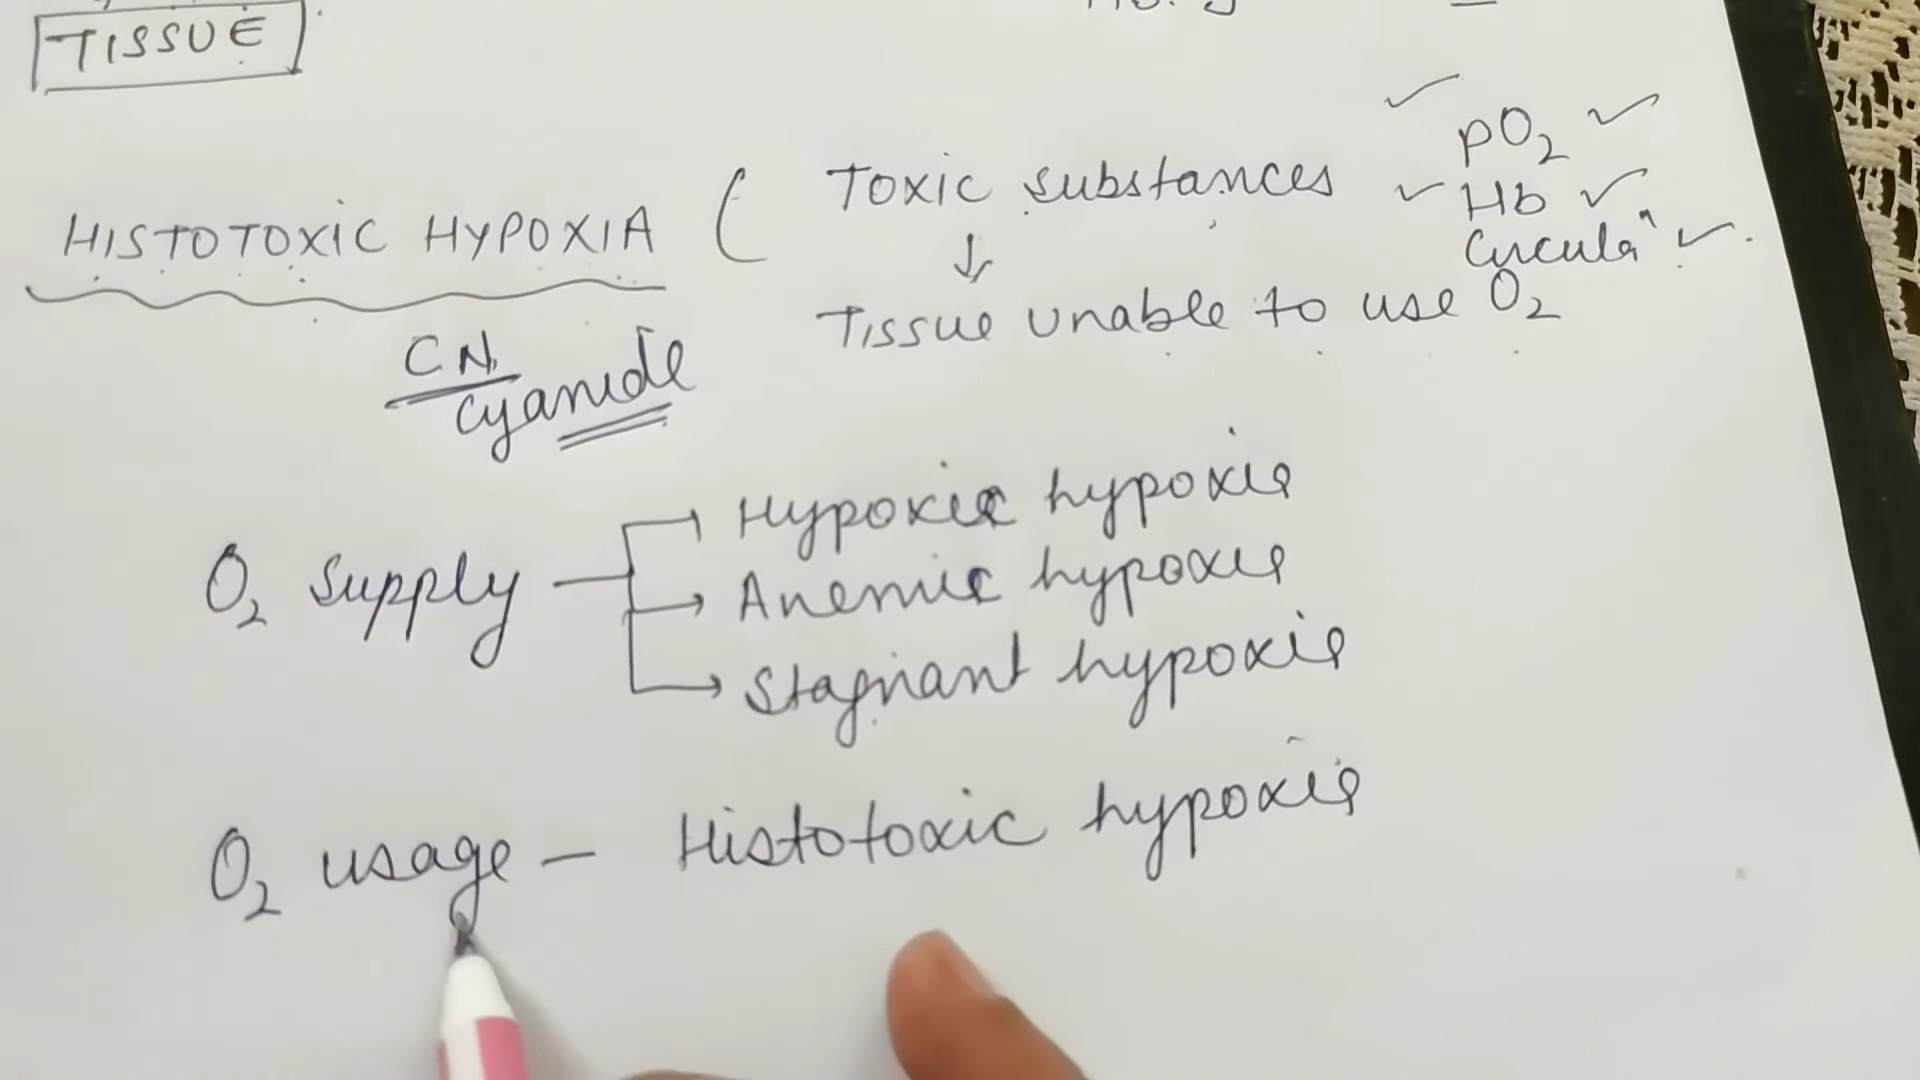 TISSUE
HISTOTOXIC HYPOXIA ( Toxic substances
↓
Tissue unable to use O₂
✓ pO₂ ✓
✓ Hb ✓
Circulaⁿ ✓
CN
cyanide
O₂ supply → Hypoxic hypoxia
→ Anemic hypoxia
→ Stagnant hypoxia
O₂ usage – Histotoxic hypoxia